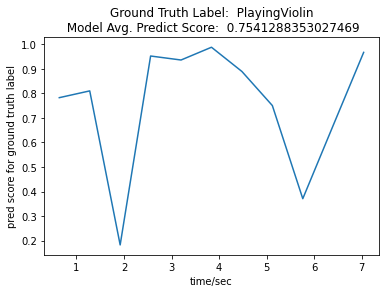 Ground Truth Label:  PlayingViolin
Model Avg. Predict Score:  0.7541288353027469
1.0
0.9
0.8
0.7
0.6
0.5
0.4
0.3
0.2
pred score for ground truth label
1 2 3 4 5 6 7
time/sec